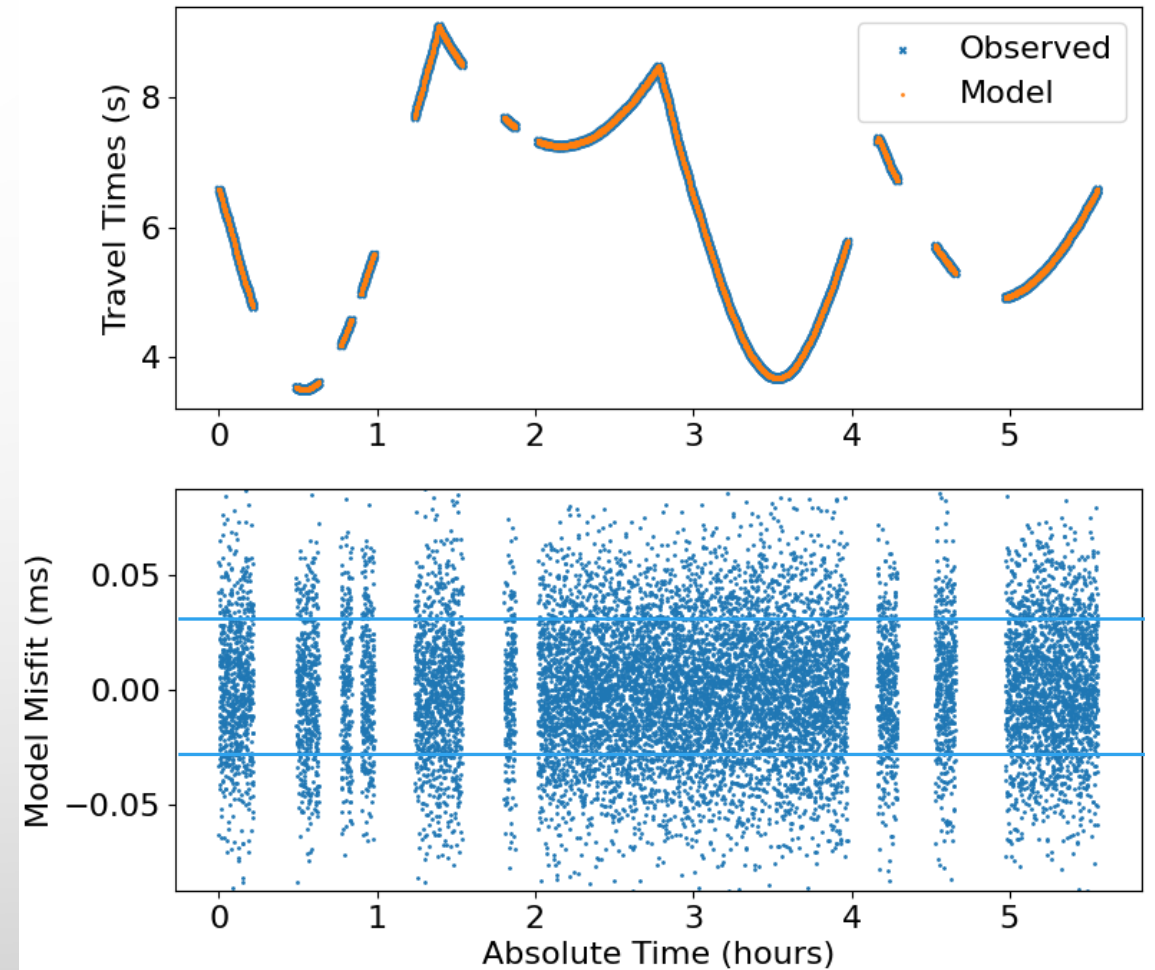 Travel Times (s)
8
6
4
Observed
Model
0 1 2 3 4 5
Model Misfit (ms)
0.05
0.00
−0.05
0 1 2 3 4 5
Absolute Time (hours)